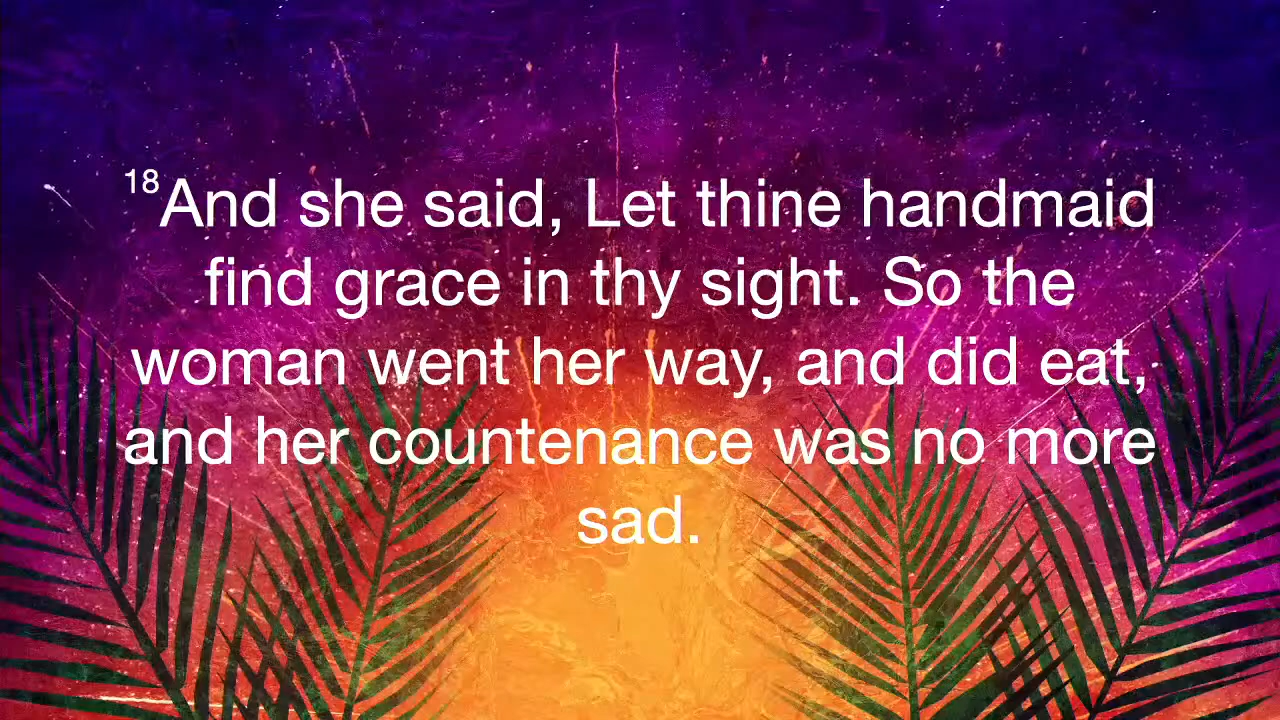 18And she said, Let thine handmaid
find grace in thy sight. So the
woman went her way, and did eat,
and her countenance was no more
sad.